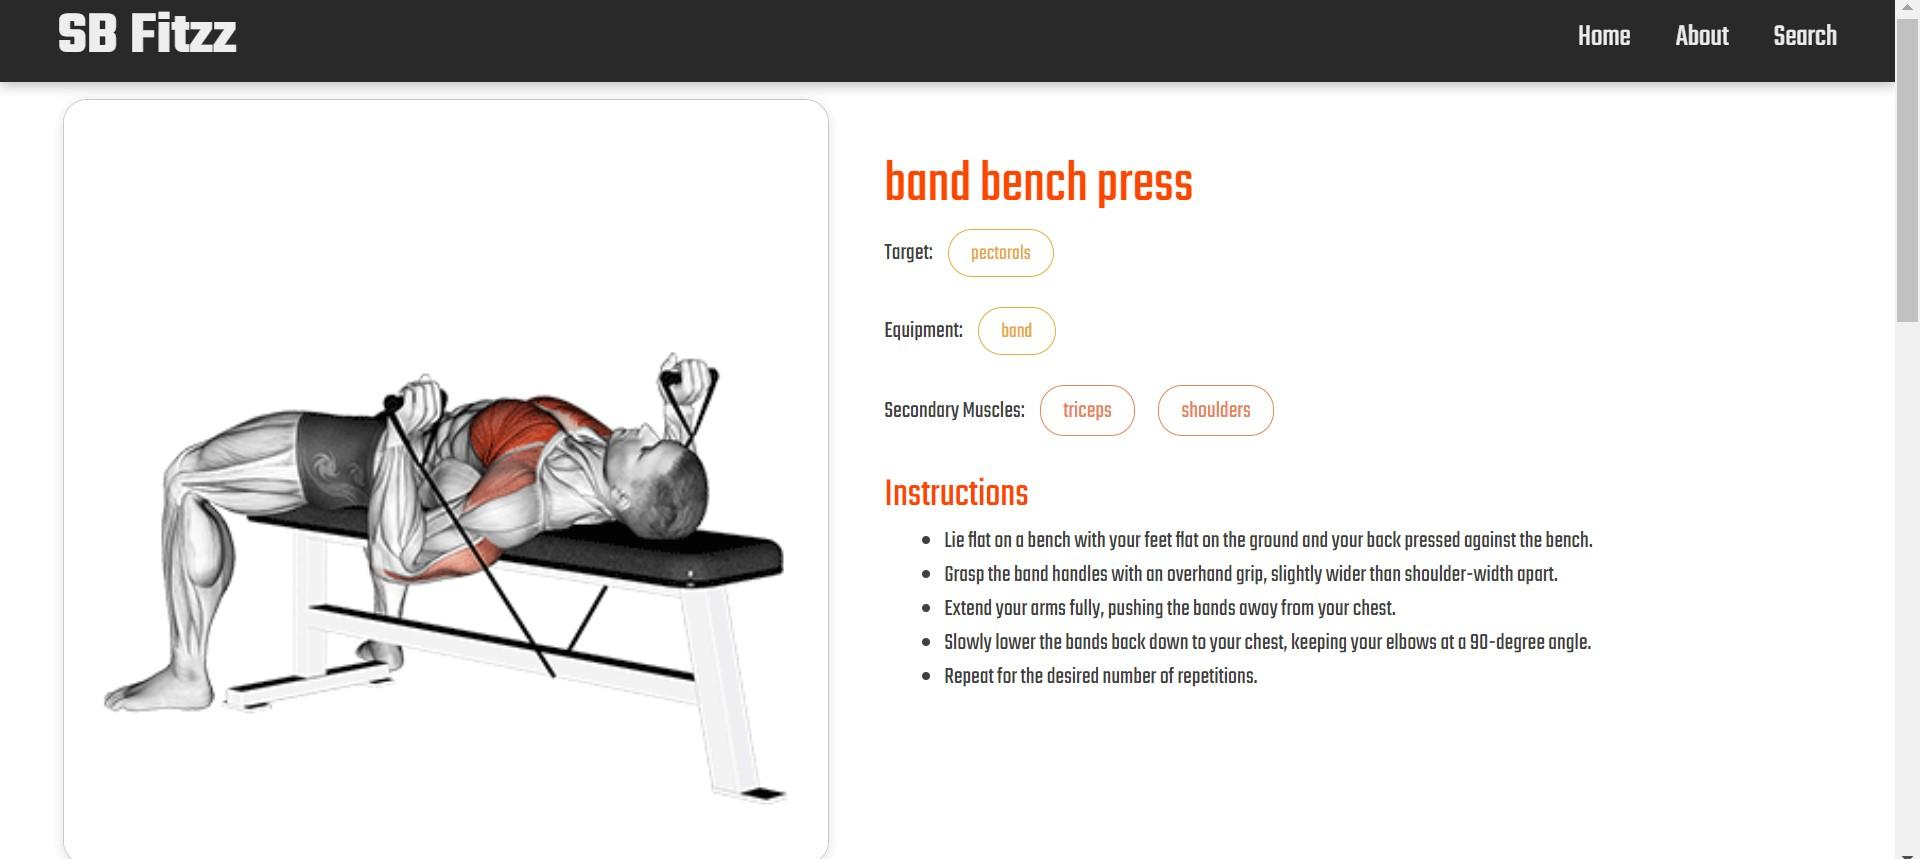 SB Fitzz
Home About Search
band bench press
Target: pectorals
Equipment: band
Secondary Muscles: triceps shoulders
Instructions
Lie flat on a bench with your feet flat on the ground and your back pressed against the bench.
Grasp the band handles with an overhand grip, slightly wider than shoulder-width apart.
Extend your arms fully, pushing the bands away from your chest.
Slowly lower the bands back down to your chest, keeping your elbows at a 90-degree angle.
Repeat for the desired number of repetitions.